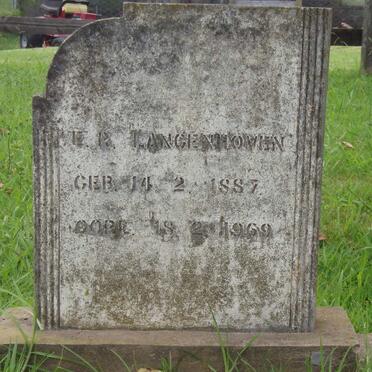 LANGENHOVEN
GEB. 14 2 1887
OORL. 18 2 1969